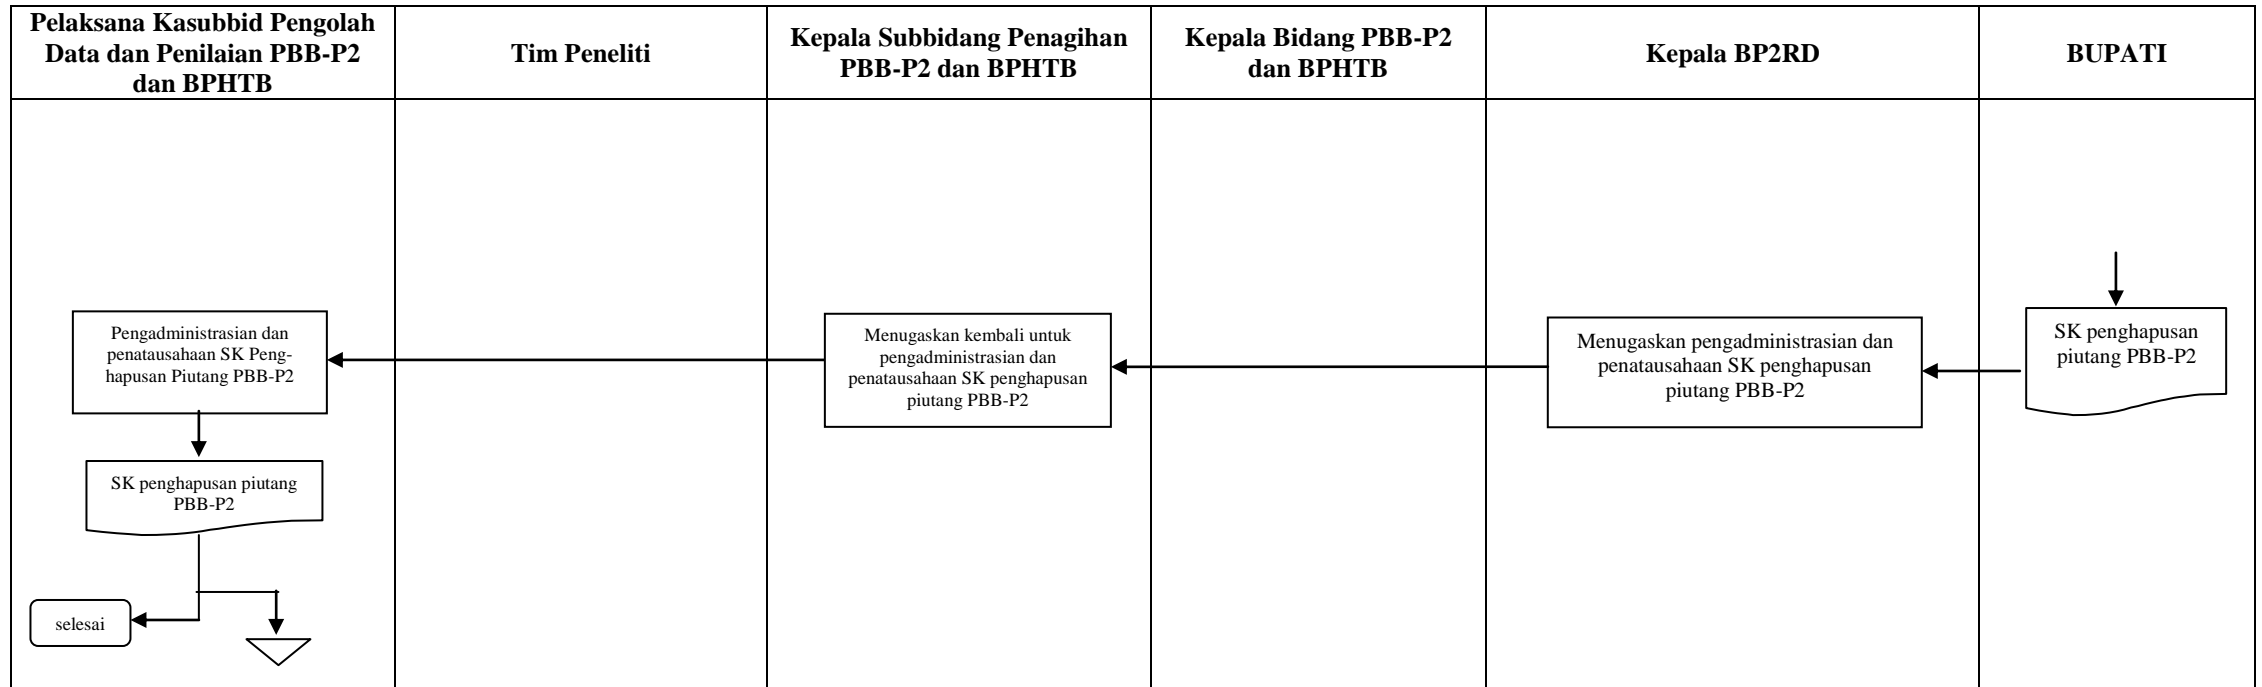 Pelaksana Kasubbid Pengolah
Data dan Penilaian PBB-P2
dan BPHTB
Tim Peneliti
Kepala Subbidang Penagihan
PBB-P2 dan BPHTB
Kepala Bidang PBB-P2
dan BPHTB
Kepala BP2RD
BUPATI
Pengadministrasian dan
penatausahaan SK Peng-
hapusan Piutang PBB-P2
Menugaskan kembali untuk
pengadministrasian dan
penatausahaan SK penghapusan
piutang PBB-P2
Menugaskan pengadministrasian dan
penatausahaan SK penghapusan
piutang PBB-P2
SK penghapusan
piutang PBB-P2
SK penghapusan piutang
PBB-P2
selesai